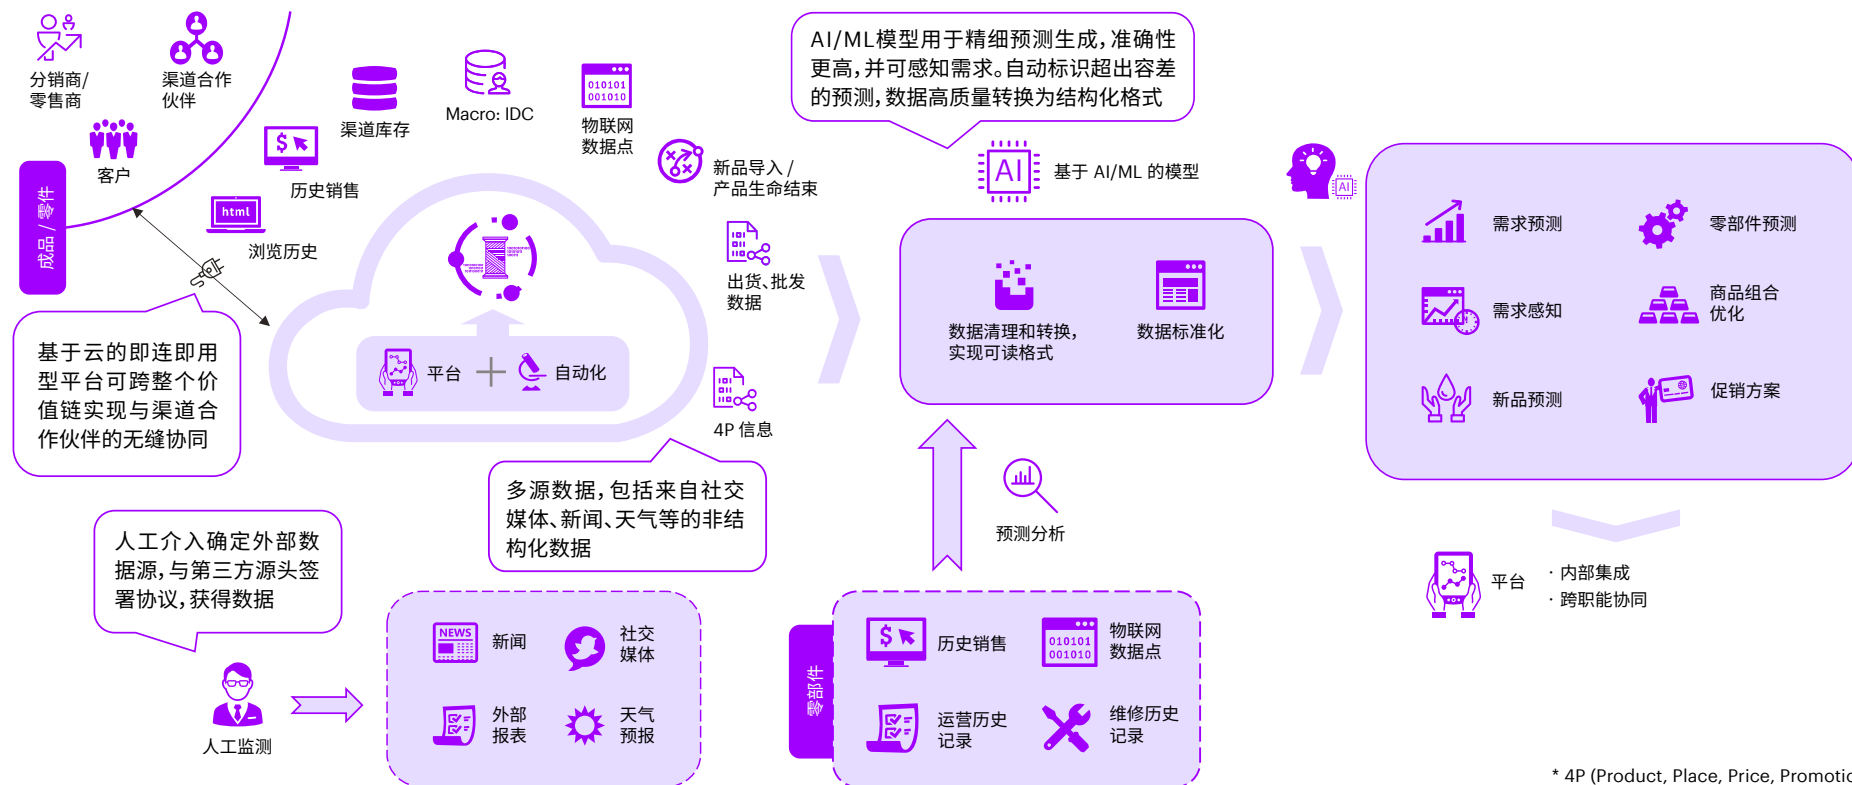 分销商/
零售商
渠道合作
伙伴
客户
成品 / 零件
$
历史销售
html
浏览历史
渠道库存
Macro: IDC
010101
001010
物联网
数据点
新品导入 /
产品生命结束
出货、批发
数据
4P 信息
平台
自动化
基于云的即连即用
型平台可跨整个价
值链实现与渠道合
作伙伴的无缝协同
多源数据，包括来自社交
媒体、新闻、天气等的非结
构化数据
人工介入确定外部数
据源，与第三方源头签
署协议，获得数据
人工监测
NEWS
新闻
社交
媒体
外部
报表
天气
预报
AI/ML模型用于精细预测生成，准确性
更高，并可感知需求。自动标识超出容差
的预测，数据高质量转换为结构化格式
AI
基于 AI/ML 的模型
数据清理和转换，
实现可读格式
数据标准化
预测分析
零部件
$
历史销售
010101
001010
物联网
数据点
运营历史
记录
维修历史
记录
AI
需求预测
零部件预测
需求感知
商品组合
优化
新品预测
促销方案
平台
· 内部集成
· 跨职能协同
* 4P (Product, Place, Price, Promotic